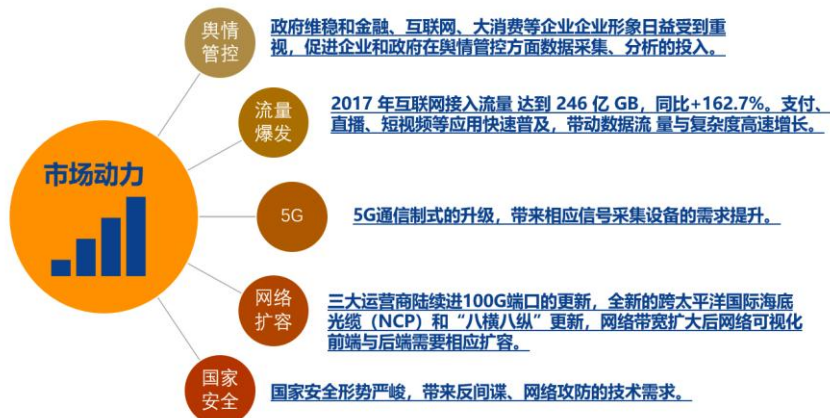 市场动力
舆情
管控
政府维稳和金融、互联网、大消费等企业企业形象日益受到重
视，促进企业和政府在舆情管控方面数据采集、分析的投入。
流量
爆发
2017 年互联网接入流量 达到 246 亿 GB，同比+162.7%。支付、
直播、短视频等应用快速普及，带动数据流 量与复杂度高速增长。
5G
5G通信制式的升级，带来相应信号采集设备的需求提升。
网络
扩容
三大运营商陆续进100G端口的更新，全新的跨太平洋国际海底
光缆（NCP）和“八横八纵”更新，网络带宽扩大后网络可视化
前端与后端需要相应扩容。
国家
安全
国家安全形势严峻，带来反间谍、网络攻防的技术需求。